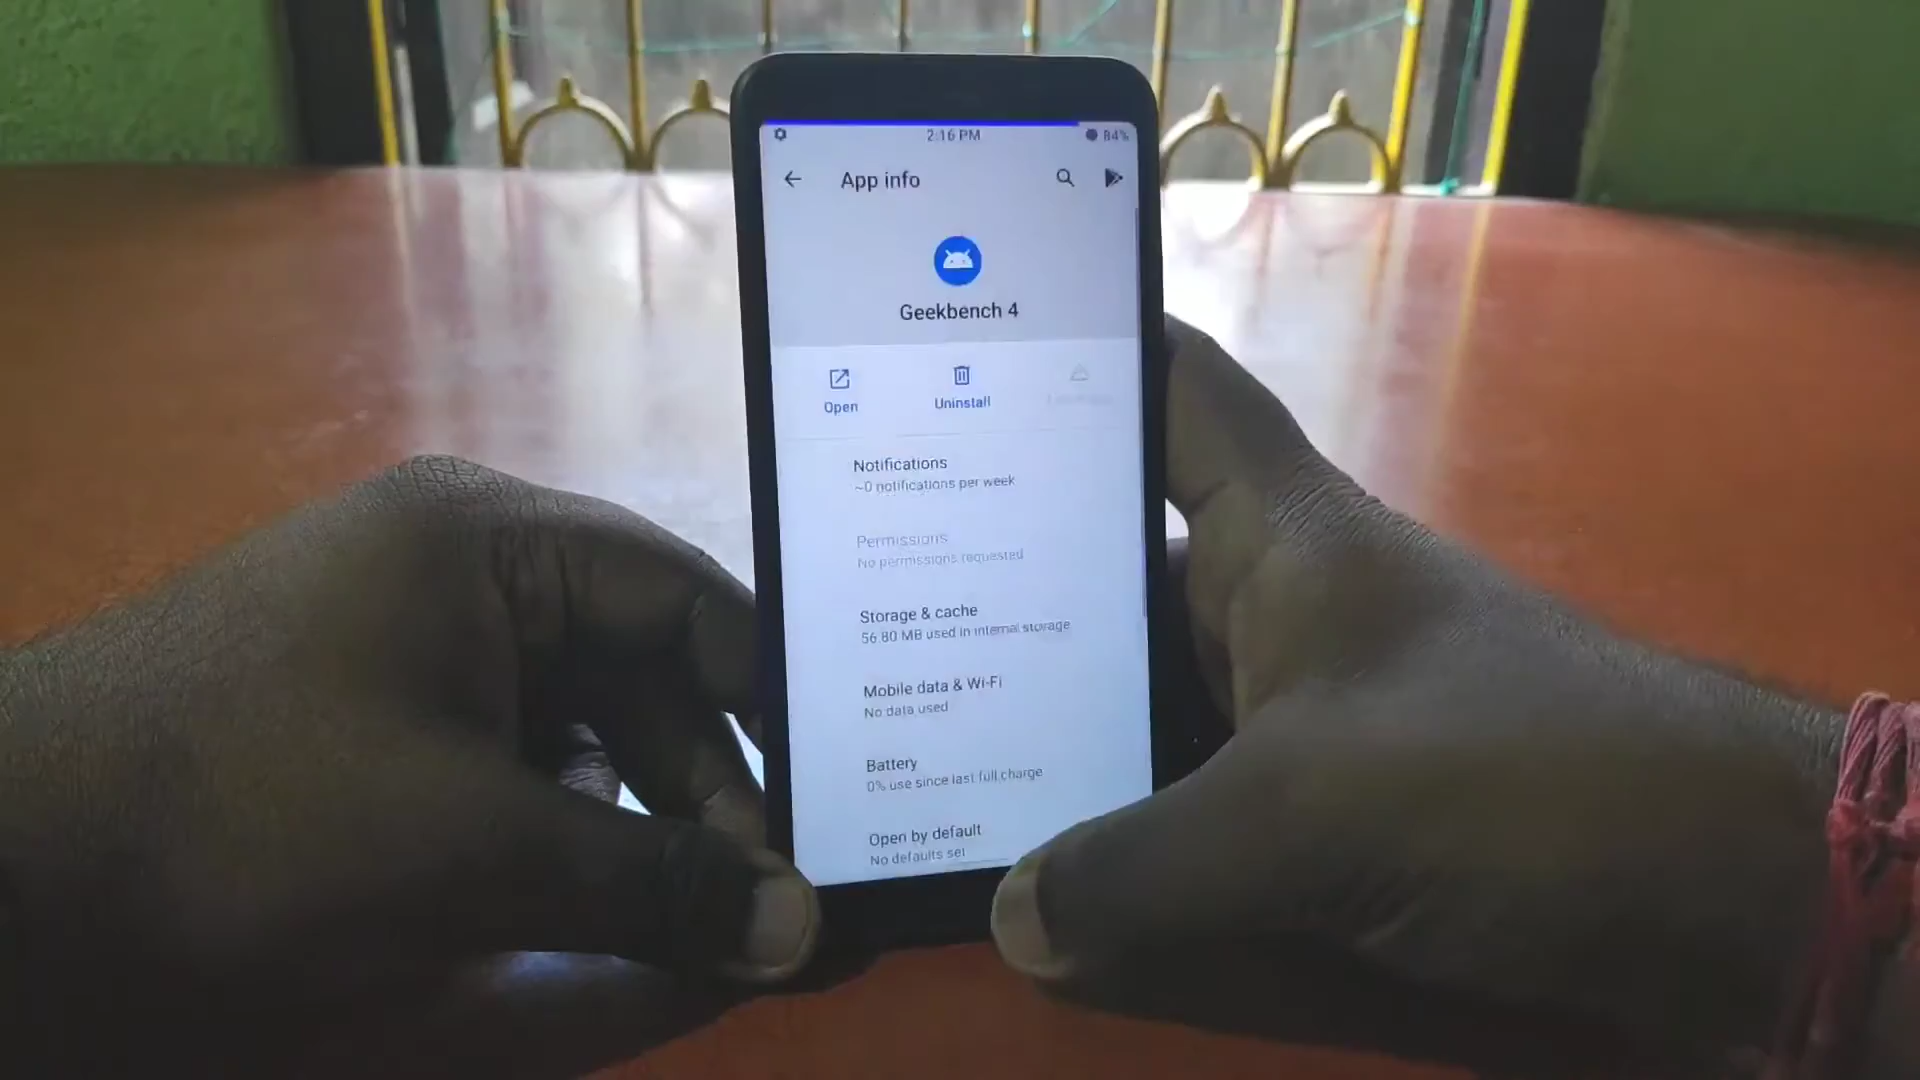 2:16 PM
84%
App info
Geekbench 4
Open
Uninstall
Notifications
~0 notifications per week
Permissions
No permissions requested
Storage & cache
56.80 MB used in internal storage
Mobile data & Wi-Fi
No data used
Battery
0% use since last full charge
Open by default
No defaults set